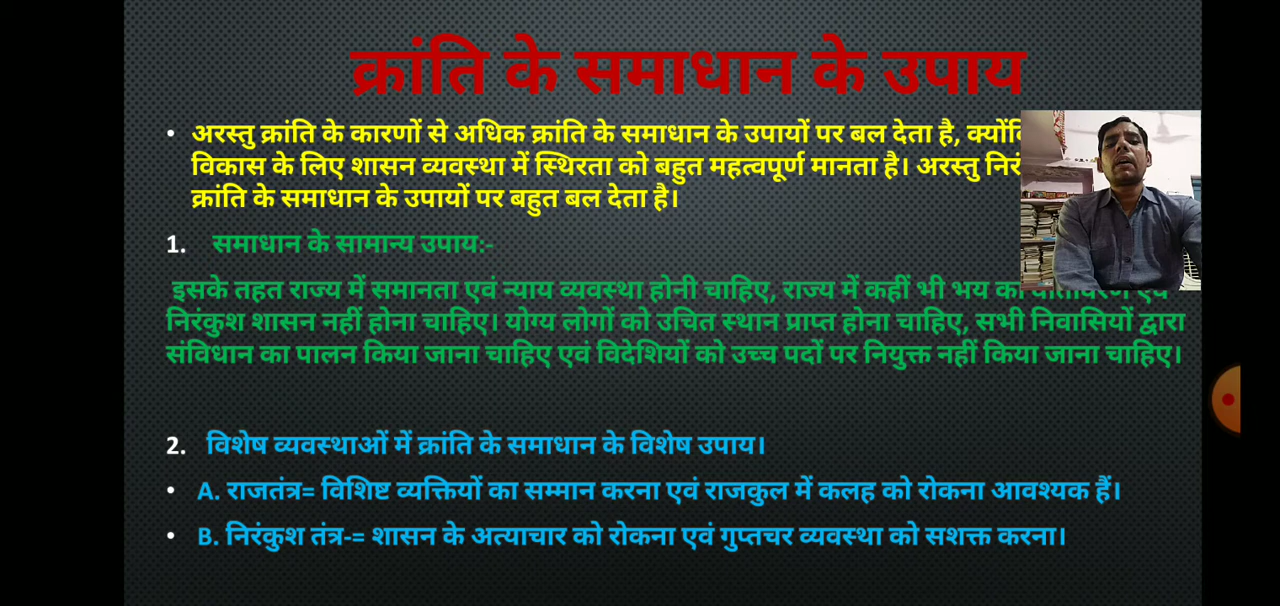 क्रांति के समाधान के उपाय
• अरस्तु क्रांति के कारणों से अधिक क्रांति के समाधान के उपायों पर बल देता है,
विकास के लिए शासन व्यवस्था में स्थिरता को बहुत महत्वपूर्ण मानता है। अरस्तु
क्रांति के समाधान के उपायों पर बहुत बल देता है।
1. समाधान के सामान्य उपाय:-
इसके तहत राज्य में समानता एवं न्याय व्यवस्था होनी चाहिए, राज्य में कहीं भी भय का वातावरण एवं
निरंकुश शासन नहीं होना चाहिए। योग्य लोगों को उचित स्थान प्राप्त होना चाहिए, सभी निवासियों द्वारा
संविधान का पालन किया जाना चाहिए एवं विदेशियों को उच्च पदों पर नियुक्त नहीं किया जाना चाहिए।
2. विशेष व्यवस्थाओं में क्रांति के समाधान के विशेष उपाय।
• A. राजतंत्र= विशिष्ट व्यक्तियों का सम्मान करना एवं राजकुल में कलह को रोकना आवश्यक हैं।
• B. निरंकुश तंत्र-= शासन के अत्याचार को रोकना एवं गुप्तचर व्यवस्था को सशक्त करना।